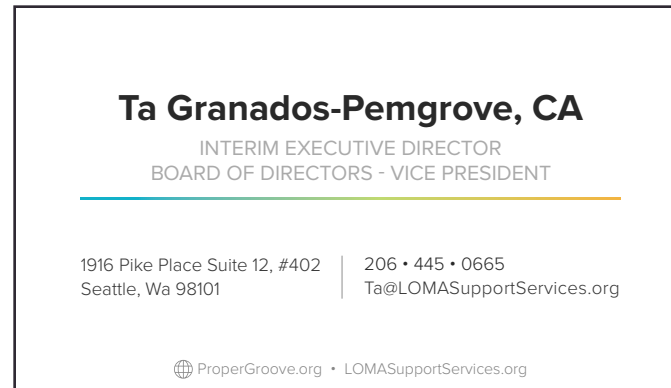 Ta Granados-Pemgrove, CA
INTERIM EXECUTIVE DIRECTOR
BOARD OF DIRECTORS - VICE PRESIDENT
1916 Pike Place Suite 12, #402
Seattle, Wa 98101
206 • 445 • 0665
Ta@LOMASupportServices.org
ProperGroove.org • LOMASupportServices.org